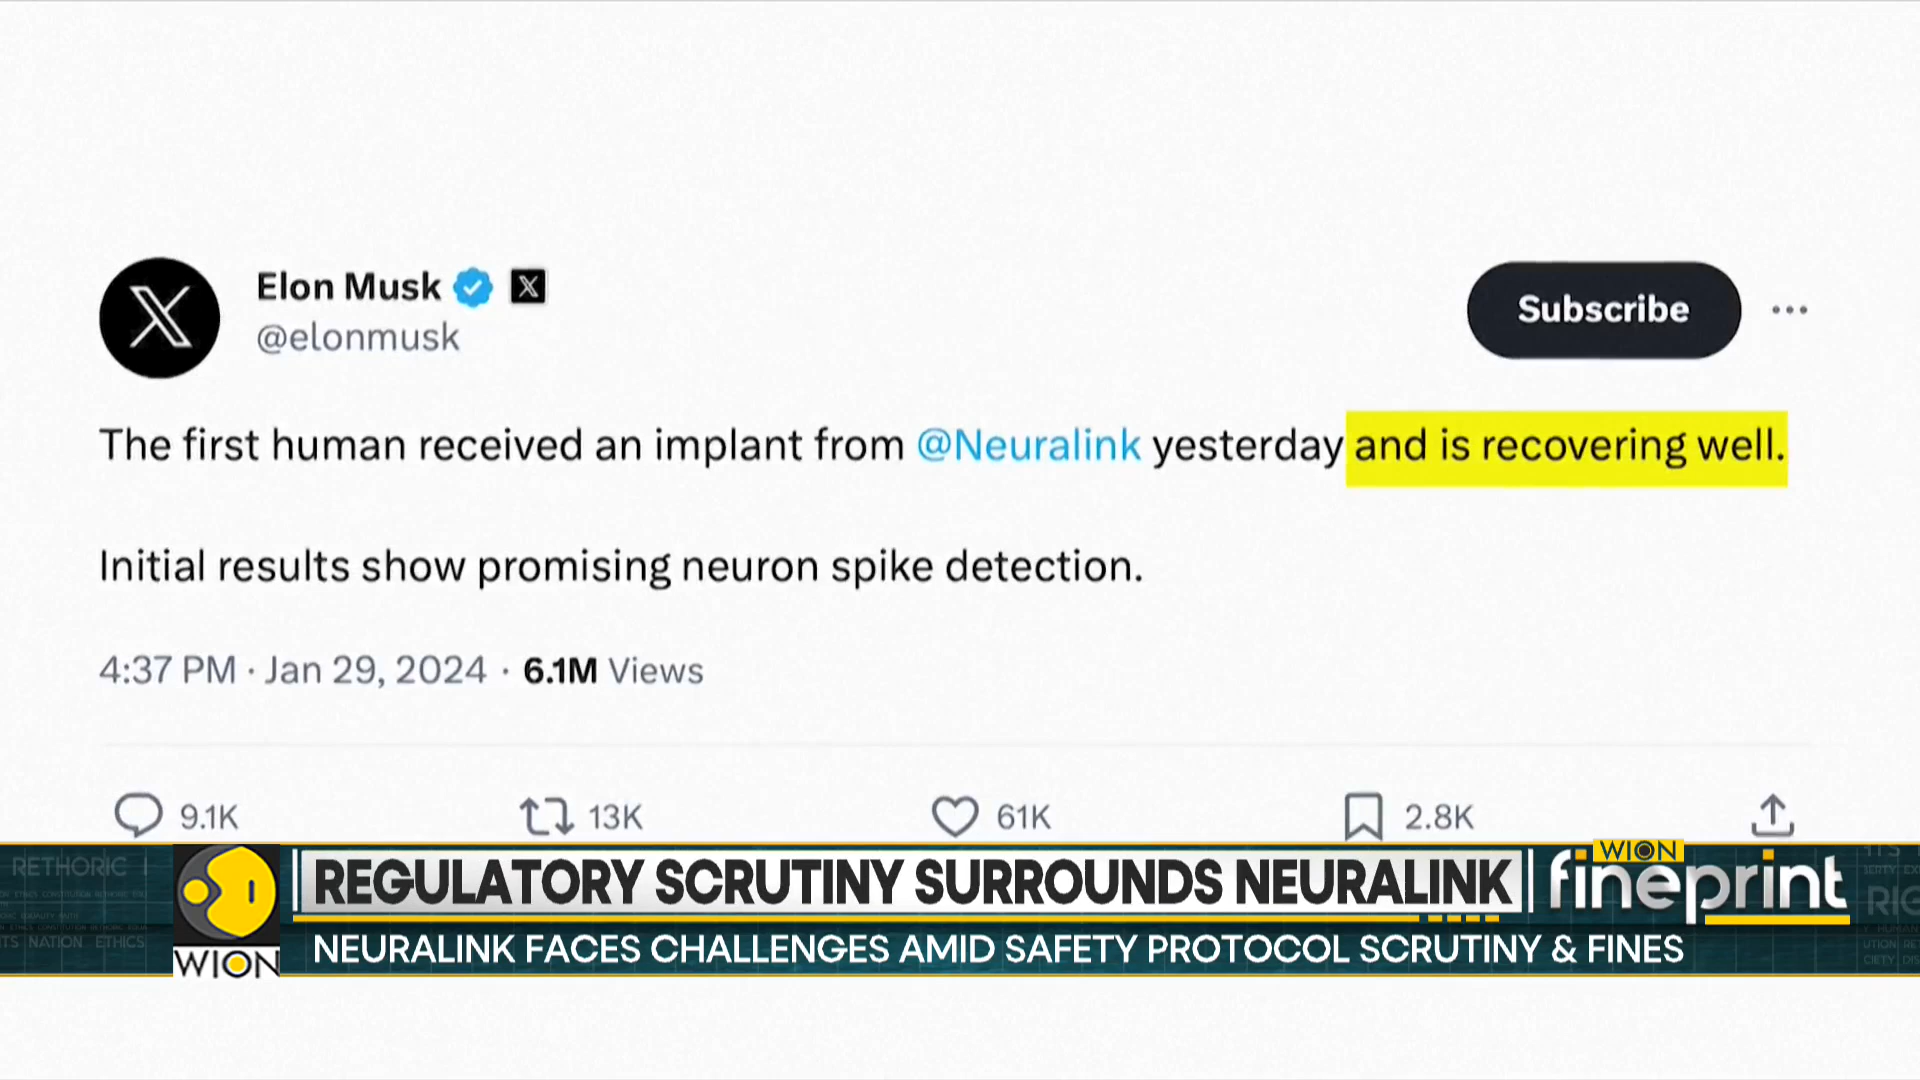 Elon Musk
@elonmusk
Subscribe
The first human received an implant from @Neuralink yesterday and is recovering well.
Initial results show promising neuron spike detection.
4:37 PM · Jan 29, 2024 · 6.1M Views
9.1K 13K 61K 2.8K
RETHORIC
REGULATORY SCRUTINY SURROUNDS NEURALINK
WION
fineprint
NATION ETHICS
WION
NEURALINK FACES CHALLENGES AMID SAFETY PROTOCOL SCRUTINY & FINES